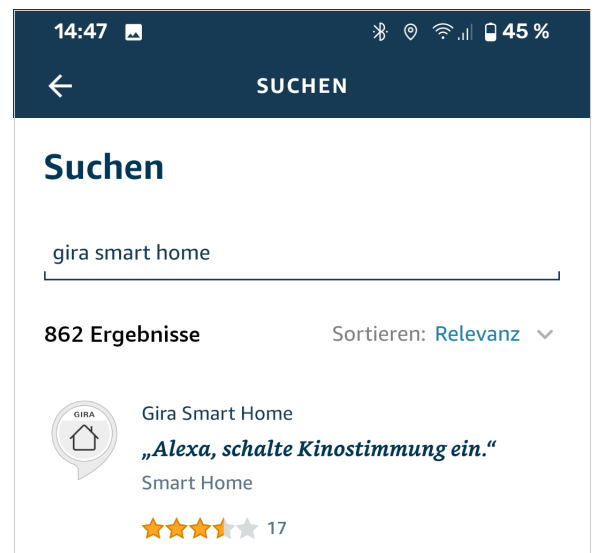 14:47 45 %
SUCHEN
Suchen
gira smart home
862 Ergebnisse Sortieren: Relevanz
GIRA
Gira Smart Home
„Alexa, schalte Kinostimmung ein.“
Smart Home
17